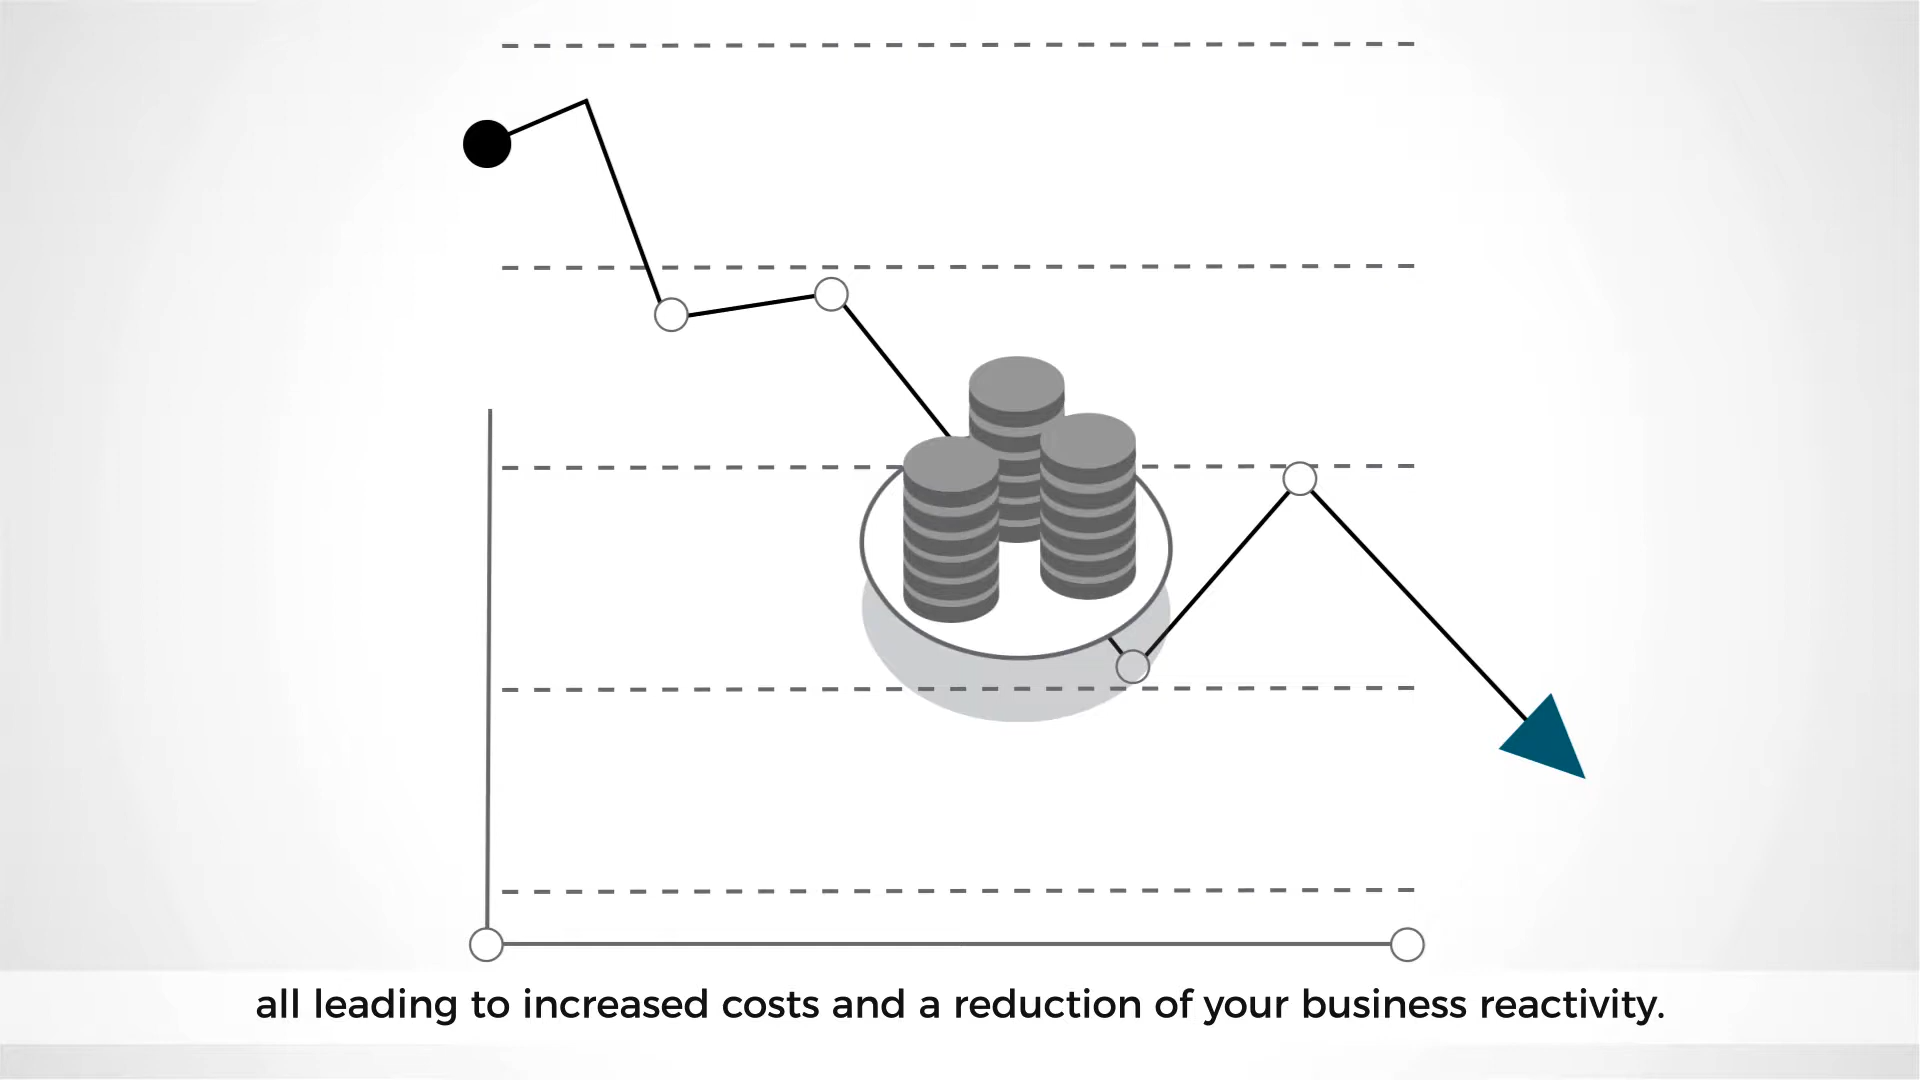 all leading to increased costs and a reduction of your business reactivity.